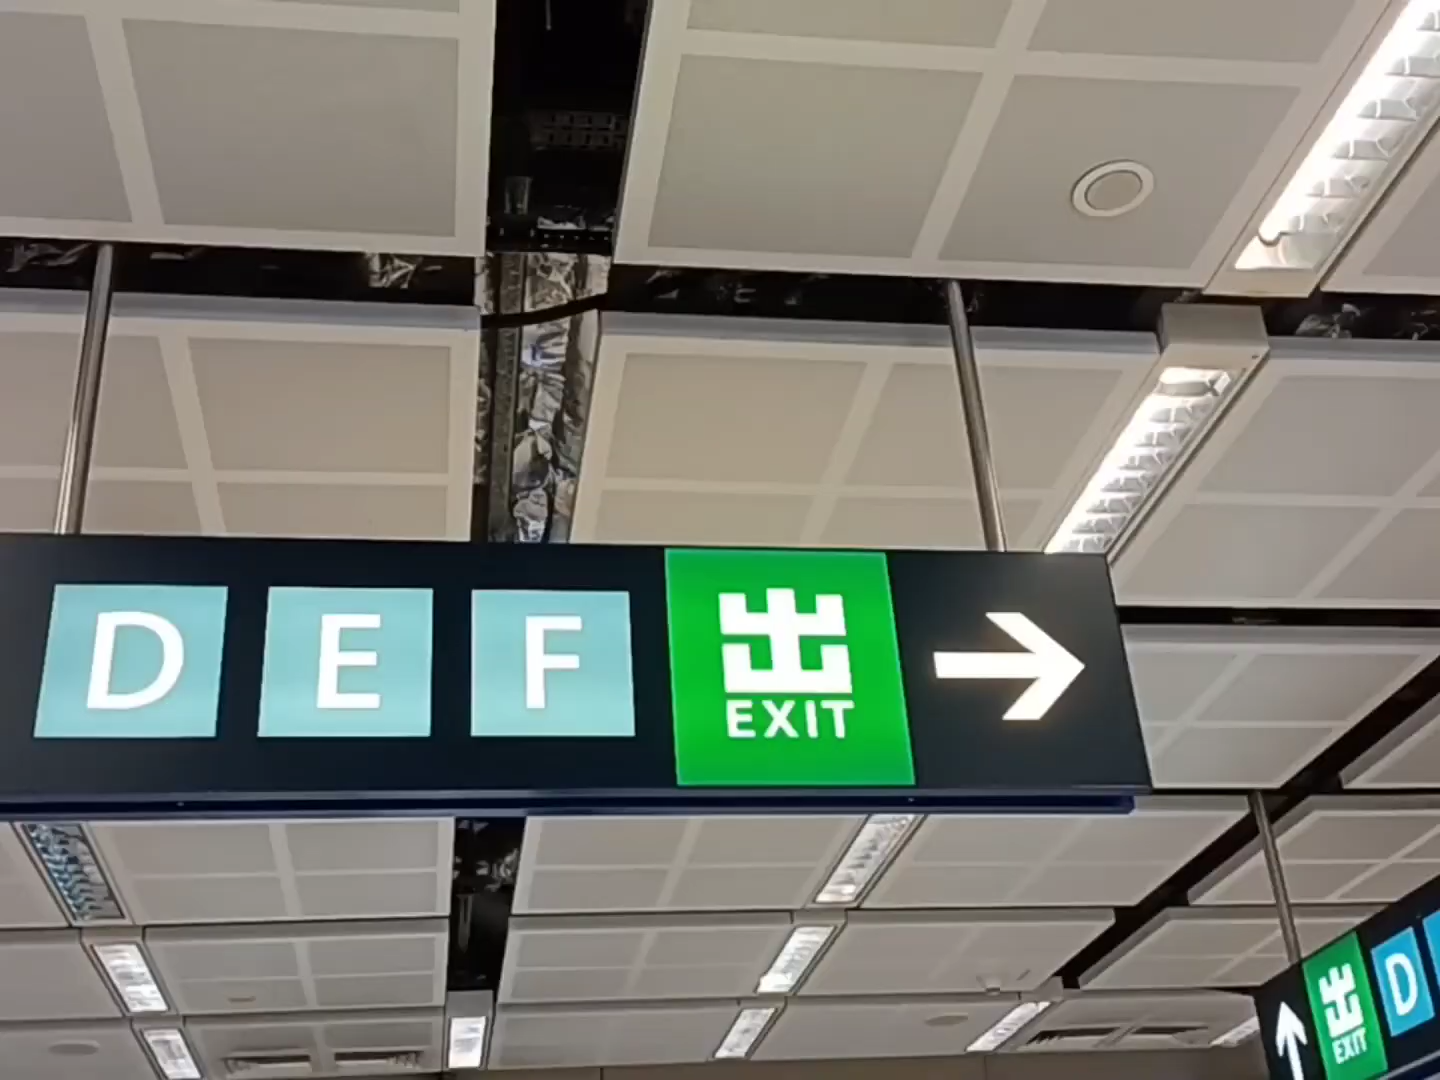 D E F 出 →
EXIT
↑ 出 D
EXIT